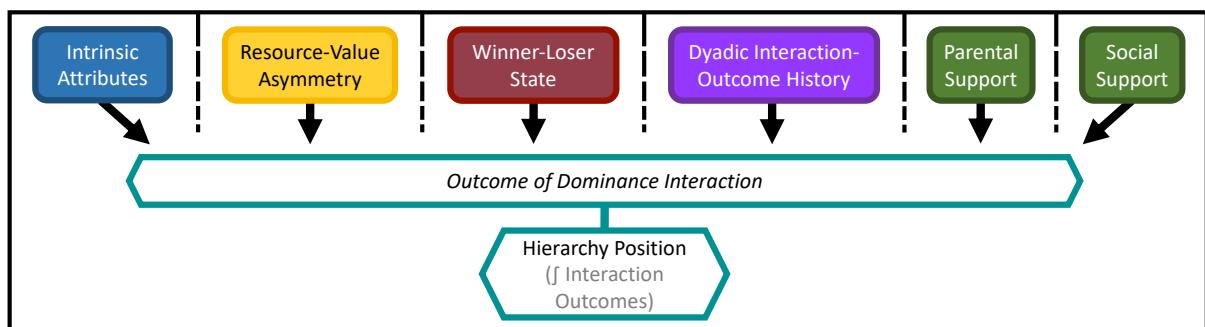 Intrinsic
Attributes
Resource-Value
Asymmetry
Winner-Loser
State
Dyadic Interaction-
Outcome History
Parental
Support
Social
Support
Outcome of Dominance Interaction
Hierarchy Position
(∫ Interaction
Outcomes)